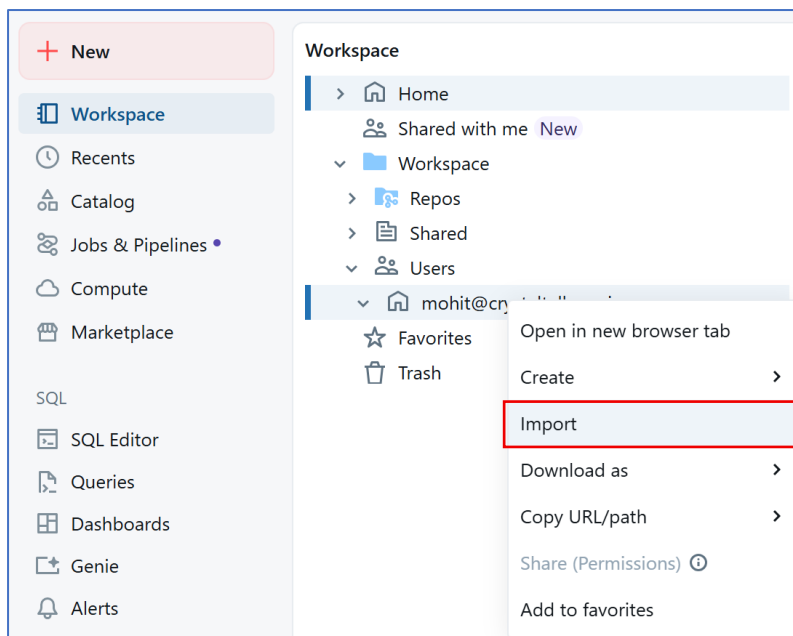 New
Workspace
Recents
Catalog
Jobs & Pipelines
Compute
Marketplace
SQL
SQL Editor
Queries
Dashboards
Genie
Alerts
Workspace
Home
Shared with me New
Workspace
Repos
Shared
Users
Favorites
Trash
Open in new browser tab
Create
Import
Download as
Copy URL/path
Share (Permissions)
Add to favorites